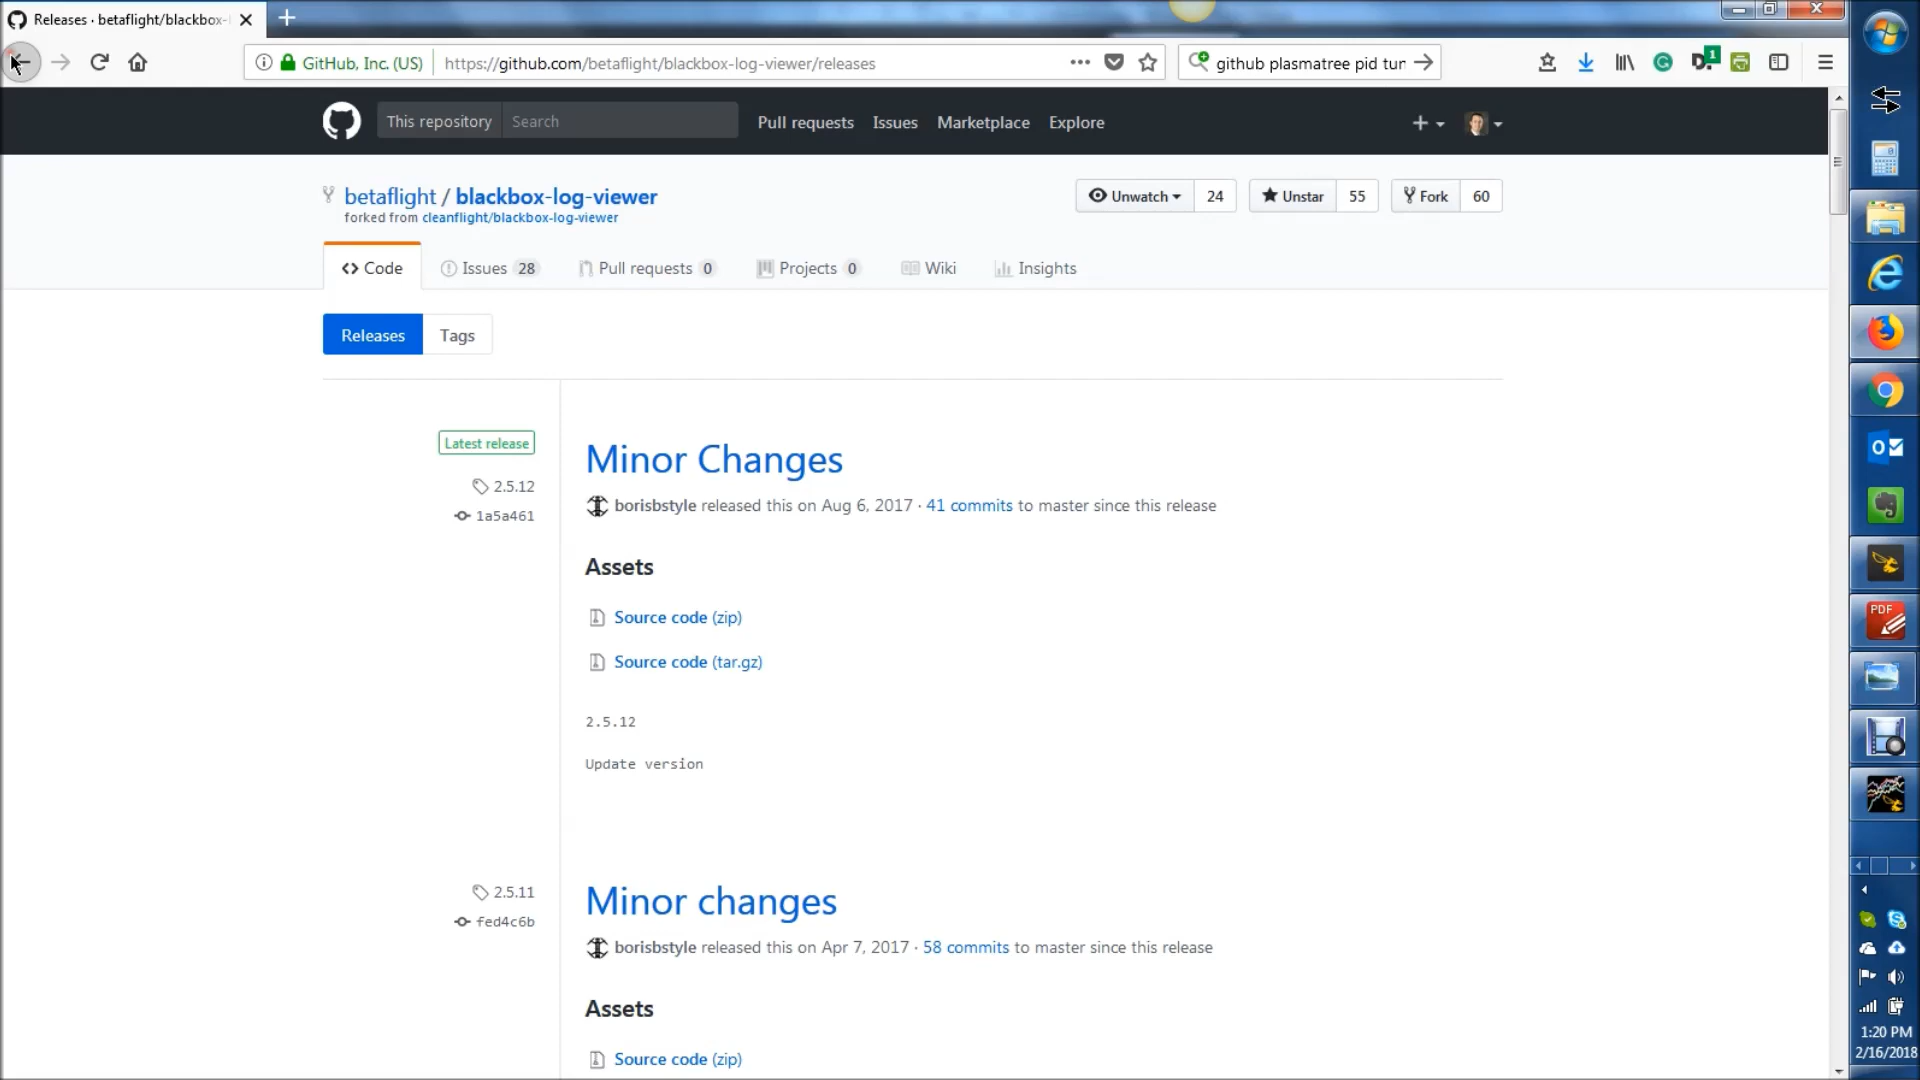 Releases · betaflight/blackbox-
GitHub, Inc. (US)
https://github.com/betaflight/blackbox-log-viewer/releases
github plasmatree pid tur
1
This repository
Search
Pull requests
Issues
Marketplace
Explore
betaflight / blackbox-log-viewer
forked from cleanflight/blackbox-log-viewer
Unwatch 24
Unstar 55
Fork 60
Code
Issues 28
Pull requests 0
Projects 0
Wiki
Insights
Releases
Tags
Latest release
2.5.12
1a5a461
Minor Changes
borisbstyle released this on Aug 6, 2017 · 41 commits to master since this release
Assets
Source code (zip)
Source code (tar.gz)
2.5.12
Update version
2.5.11
fed4c6b
Minor changes
borisbstyle released this on Apr 7, 2017 · 58 commits to master since this release
Assets
Source code (zip)
PDF
1:20 PM
2/16/2018